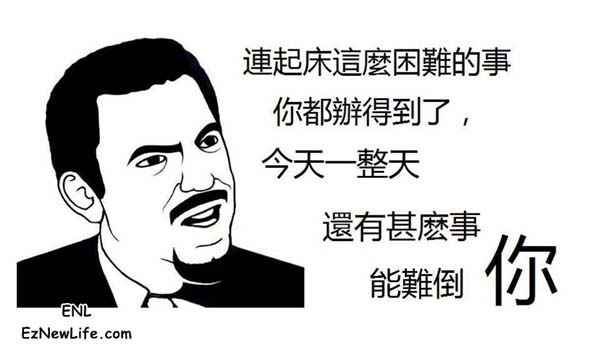 連起床這麼困難的事
你都辦得到了，
今天一整天
還有甚麽事
能難倒 你
ENL
EzNewLife.com